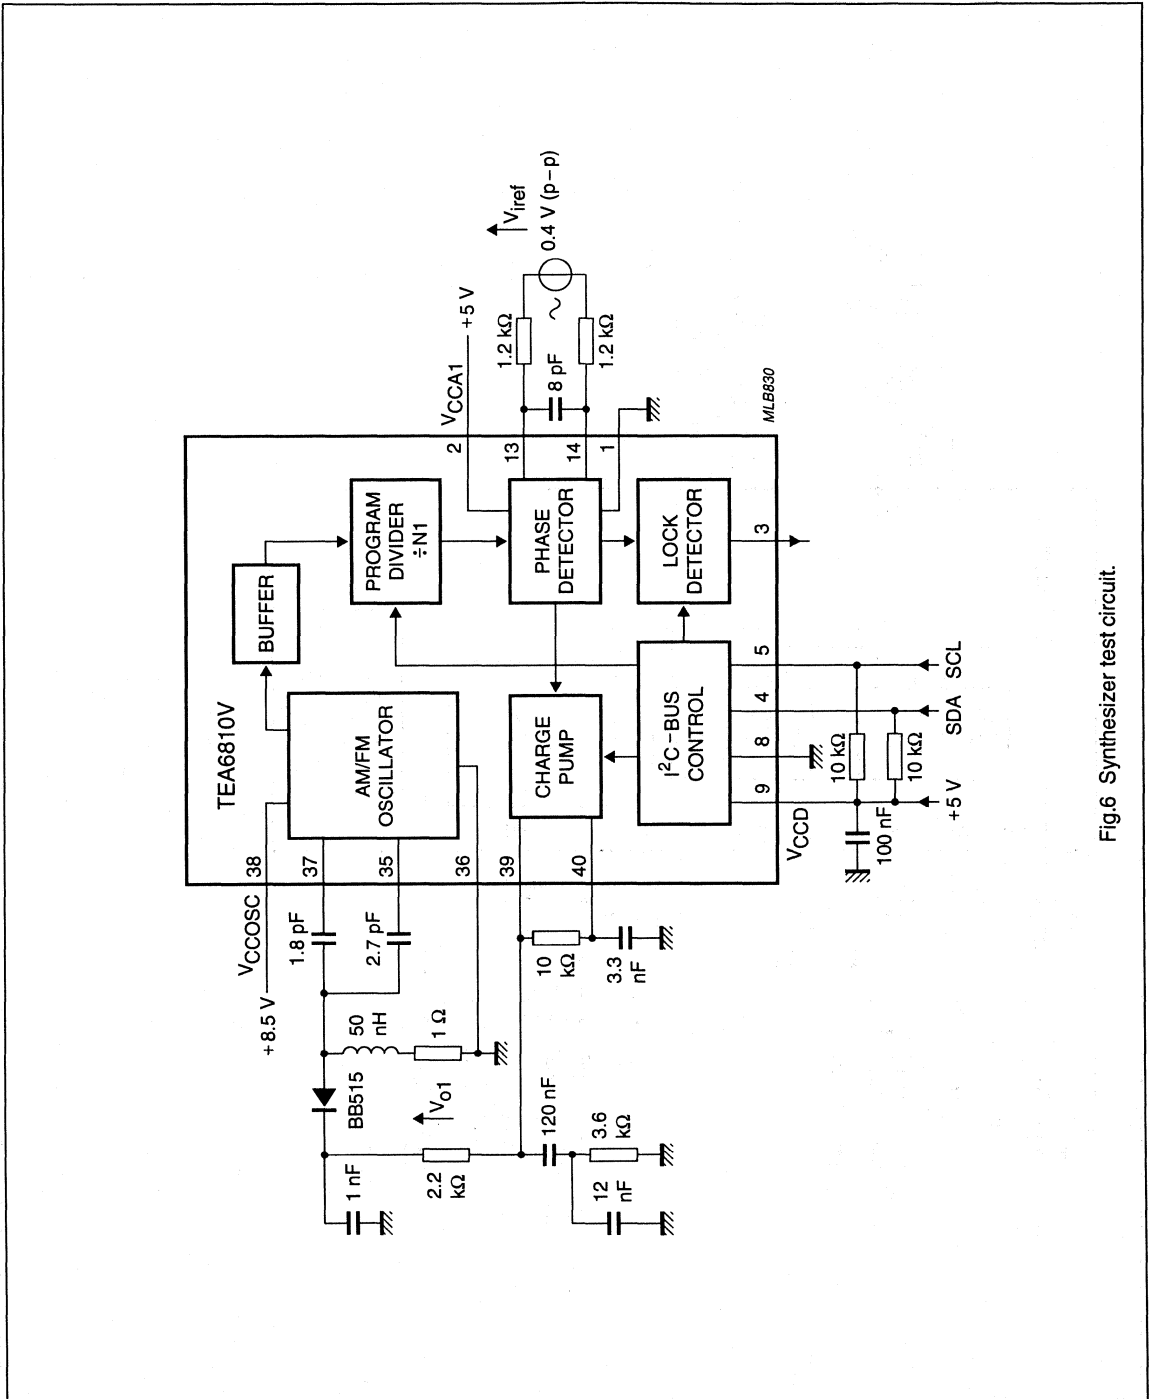 TEA6810V
BUFFER
PROGRAM
DIVIDER
÷N1
AM/FM
OSCILLATOR
PHASE
DETECTOR
LOCK
DETECTOR
CHARGE
PUMP
I²C-BUS
CONTROL
VCCOSC
+8.5 V
38
37
35
36
39
40
1.8 pF
2.7 pF
50
nH
1 Ω
BB515
Vo1
1 nF
2.2
kΩ
120 nF
3.6
kΩ
12
nF
10
kΩ
3.3
nF
VCCA1
+5 V
2
13
14
1
3
1.2 kΩ
8 pF
1.2 kΩ
Viref
0.4 V (p-p)
MLB830
9
8
4
5
VCCD
100 nF
10 kΩ
10 kΩ
+5 V
SDA
SCL
Fig.6 Synthesizer test circuit.